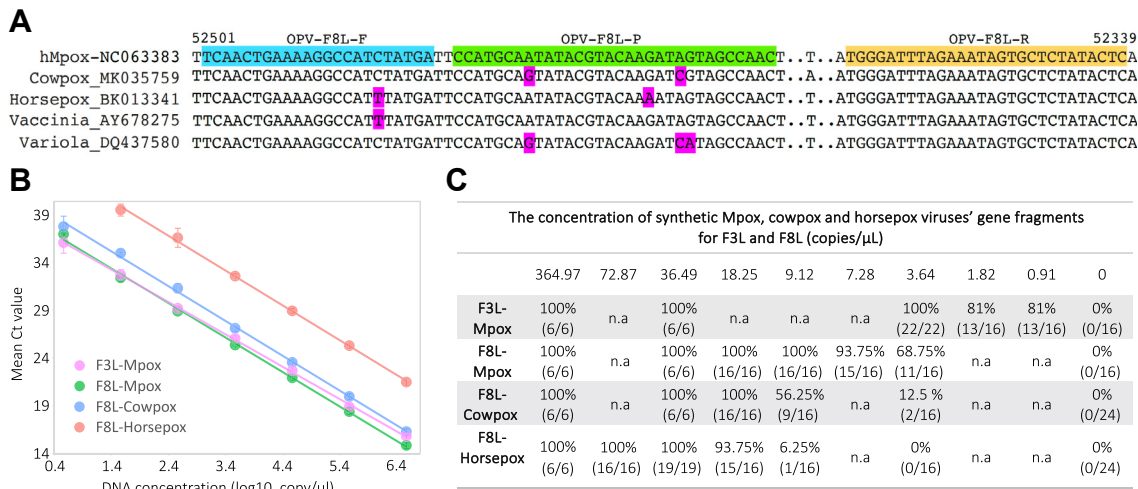 A
52501 OPV-F8L-F OPV-F8L-P OPV-F8L-R 52339
hMpox-NC063383 TTCAACTGAAAAGGCCATCTATGATTCCATGCAATATACGTACAAGATAGTAGCCAACT..T..ATGGGATTTAGAAATAGTGCTCTATACTCA
Cowpox_MK035759 TTCAACTGAAAAGGCCATCTATGATTCCATGCAGTATACGTACAAGATCGTAGCCAACT..T..ATGGGATTTAGAAATAGTGCTCTATACTCA
Horsepox_BK013341 TTCAACTGAAAAGGCCATTTATGATTCCATGCAATATACGTACAAAATAGTAGCCAACT..T..ATGGGATTTAGAAATAGTGCTCTATACTCA
Vaccinia_AY678275 TTCAACTGAAAAGGCCATTTATGATTCCATGCAATATACGTACAAGATAGTAGCCAACT..T..ATGGGATTTAGAAATAGTGCTCTATACTCA
Variola_DQ437580 TTCAACTGAAAAGGCCATCTATGATTCCATGCAGTATACGTACAAGATCATAGCCAACT..T..ATGGGATTTAGAAATAGTGCTCTATACTCA
B
39
34
29
24
19
14
Mean Ct value
F3L-Mpox
F8L-Mpox
F8L-Cowpox
F8L-Horsepox
0.4 1.4 2.4 3.4 4.4 5.4 6.4
DNA concentration (log10, copy/ul)
C
The concentration of synthetic Mpox, cowpox and horsepox viruses' gene fragments
for F3L and F8L (copies/μL)
364.97 72.87 36.49 18.25 9.12 7.28 3.64 1.82 0.91 0
F3L-Mpox 100% (6/6) n.a 100% (6/6) n.a n.a n.a 100% (22/22) 81% (13/16) 81% (13/16) 0% (0/16)
F8L-Mpox 100% (6/6) n.a 100% (6/6) 100% (16/16) 100% (16/16) 93.75% (15/16) 68.75% (11/16) n.a n.a 0% (0/16)
F8L-Cowpox 100% (6/6) n.a 100% (6/6) 100% (16/16) 56.25% (9/16) n.a 12.5 % (2/16) n.a n.a 0% (0/24)
F8L-Horsepox 100% (6/6) 100% (16/16) 100% (19/19) 93.75% (15/16) 6.25% (1/16) n.a 0% (0/16) n.a n.a 0% (0/24)